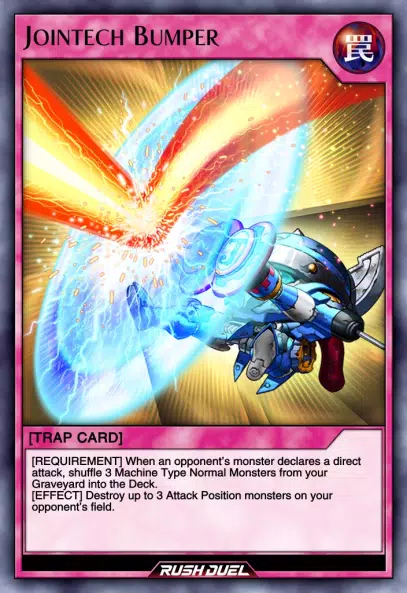 Jointech Bumper
罠
[TRAP CARD]
[REQUIREMENT] When an opponent's monster declares a direct
attack, shuffle 3 Machine Type Normal Monsters from your
Graveyard into the Deck.
[EFFECT] Destroy up to 3 Attack Position monsters on your
opponent's field.
RUSH DUEL